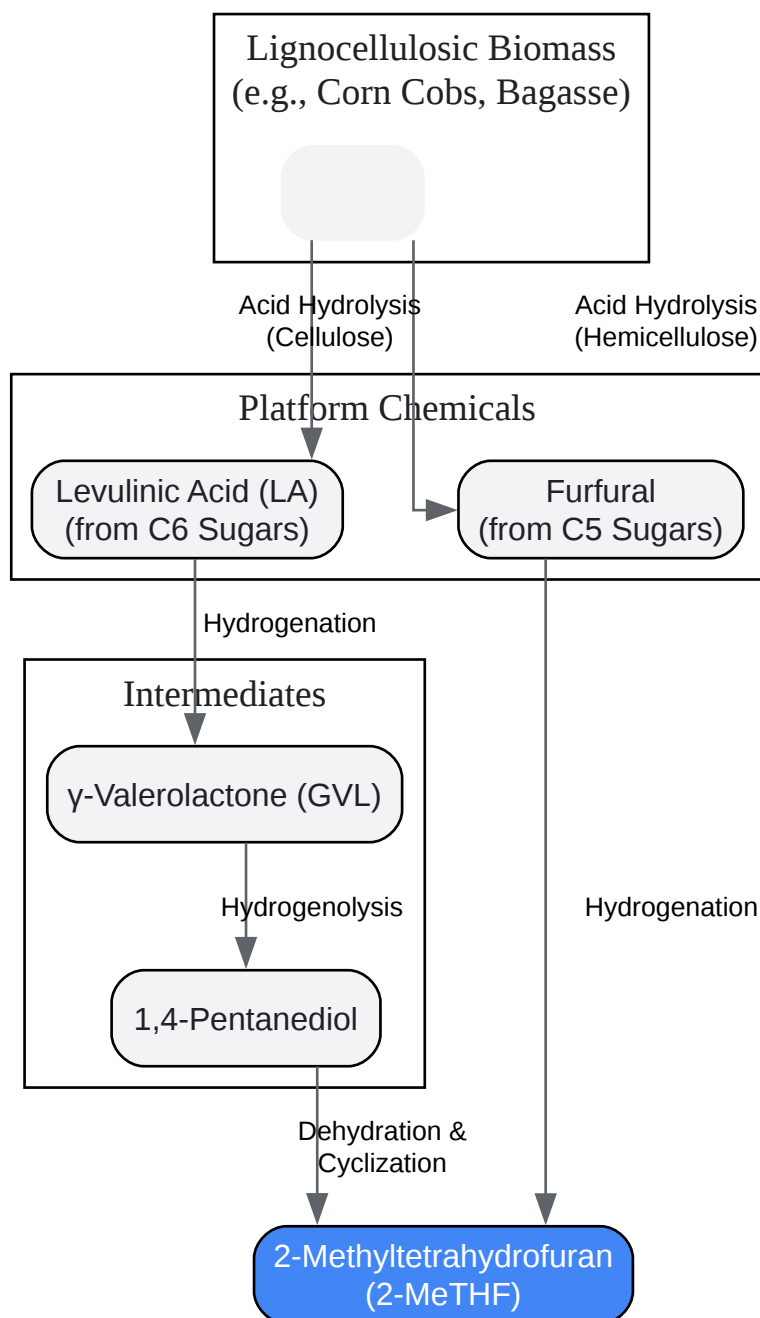 Lignocellulosic Biomass
(e.g., Corn Cobs, Bagasse)
Acid Hydrolysis
(Cellulose)
Acid Hydrolysis
(Hemicellulose)
Platform Chemicals
Levulinic Acid (LA)
(from C6 Sugars)
Furfural
(from C5 Sugars)
Hydrogenation
Intermediates
γ-Valerolactone (GVL)
Hydrogenolysis
Hydrogenation
1,4-Pentanediol
Dehydration &
Cyclization
2-Methyltetrahydrofuran
(2-MeTHF)